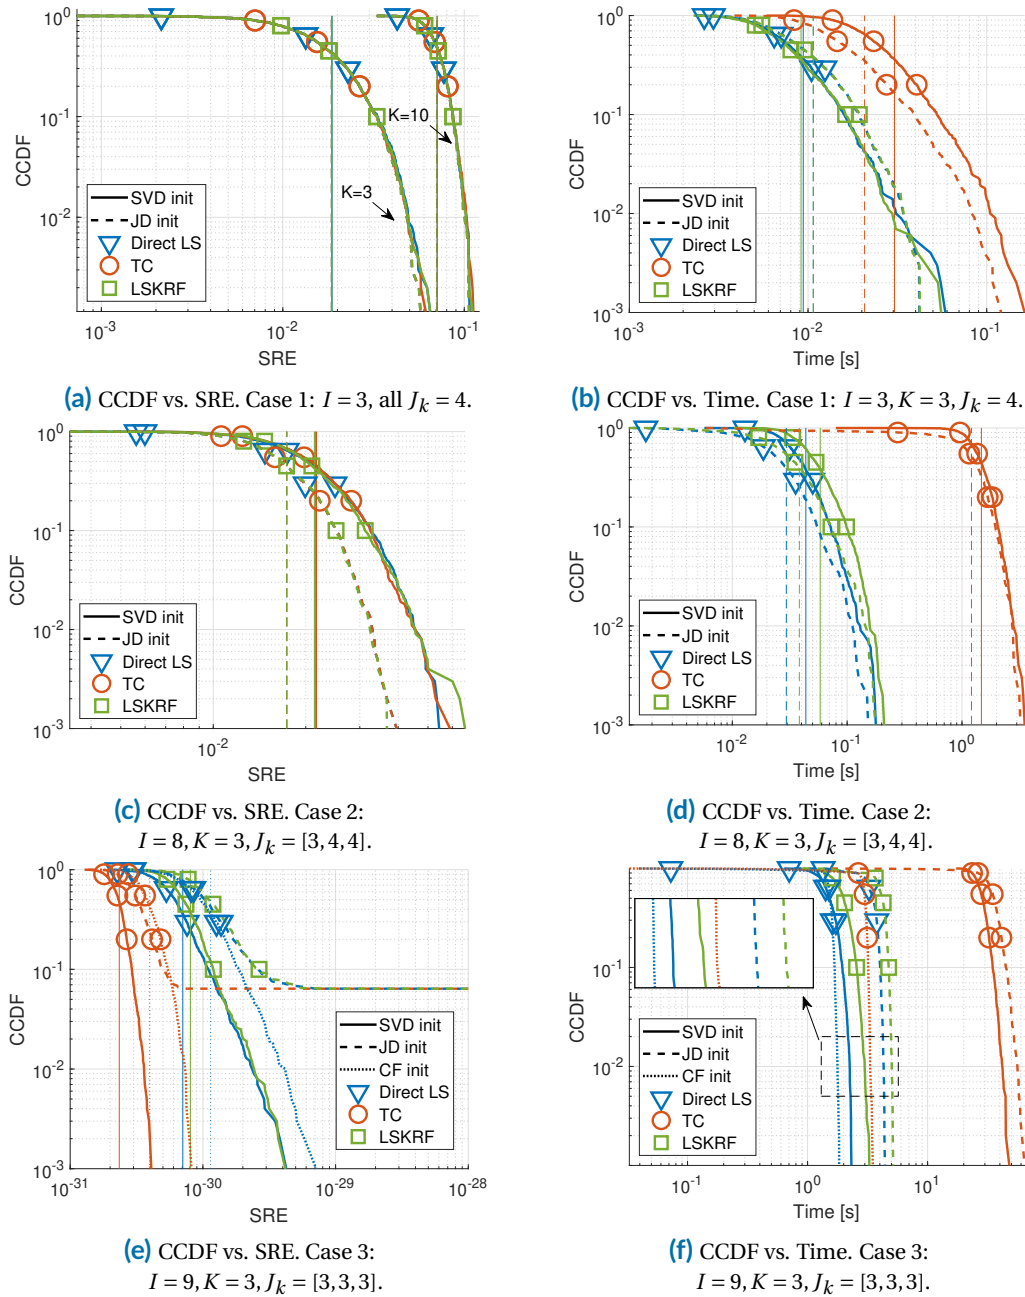 10^0
10^-1
10^-2
CCDF
K=10
K=3
SVD init
JD init
Direct LS
TC
LSKRF
10^-3
10^-2
10^-1
SRE
(a) CCDF vs. SRE. Case 1: I = 3, all J_k = 4.
10^0
10^-1
10^-2
10^-3
CCDF
SVD init
JD init
Direct LS
TC
LSKRF
10^-3
10^-2
10^-1
Time [s]
(b) CCDF vs. Time. Case 1: I = 3, K = 3, J_k = 4.
10^0
10^-1
10^-2
10^-3
CCDF
SVD init
JD init
Direct LS
TC
LSKRF
10^-2
SRE
(c) CCDF vs. SRE. Case 2:
I = 8, K = 3, J_k = [3, 4, 4].
10^0
10^-1
10^-2
10^-3
CCDF
SVD init
JD init
Direct LS
TC
LSKRF
10^-2
10^-1
10^0
Time [s]
(d) CCDF vs. Time. Case 2:
I = 8, K = 3, J_k = [3, 4, 4].
10^0
10^-1
10^-2
10^-3
CCDF
SVD init
JD init
CF init
Direct LS
TC
LSKRF
10^-31
10^-30
10^-29
10^-28
SRE
(e) CCDF vs. SRE. Case 3:
I = 9, K = 3, J_k = [3, 3, 3].
10^0
10^-1
10^-2
10^-3
CCDF
SVD init
JD init
CF init
Direct LS
TC
LSKRF
10^-1
10^0
10^1
Time [s]
(f) CCDF vs. Time. Case 3:
I = 9, K = 3, J_k = [3, 3, 3].